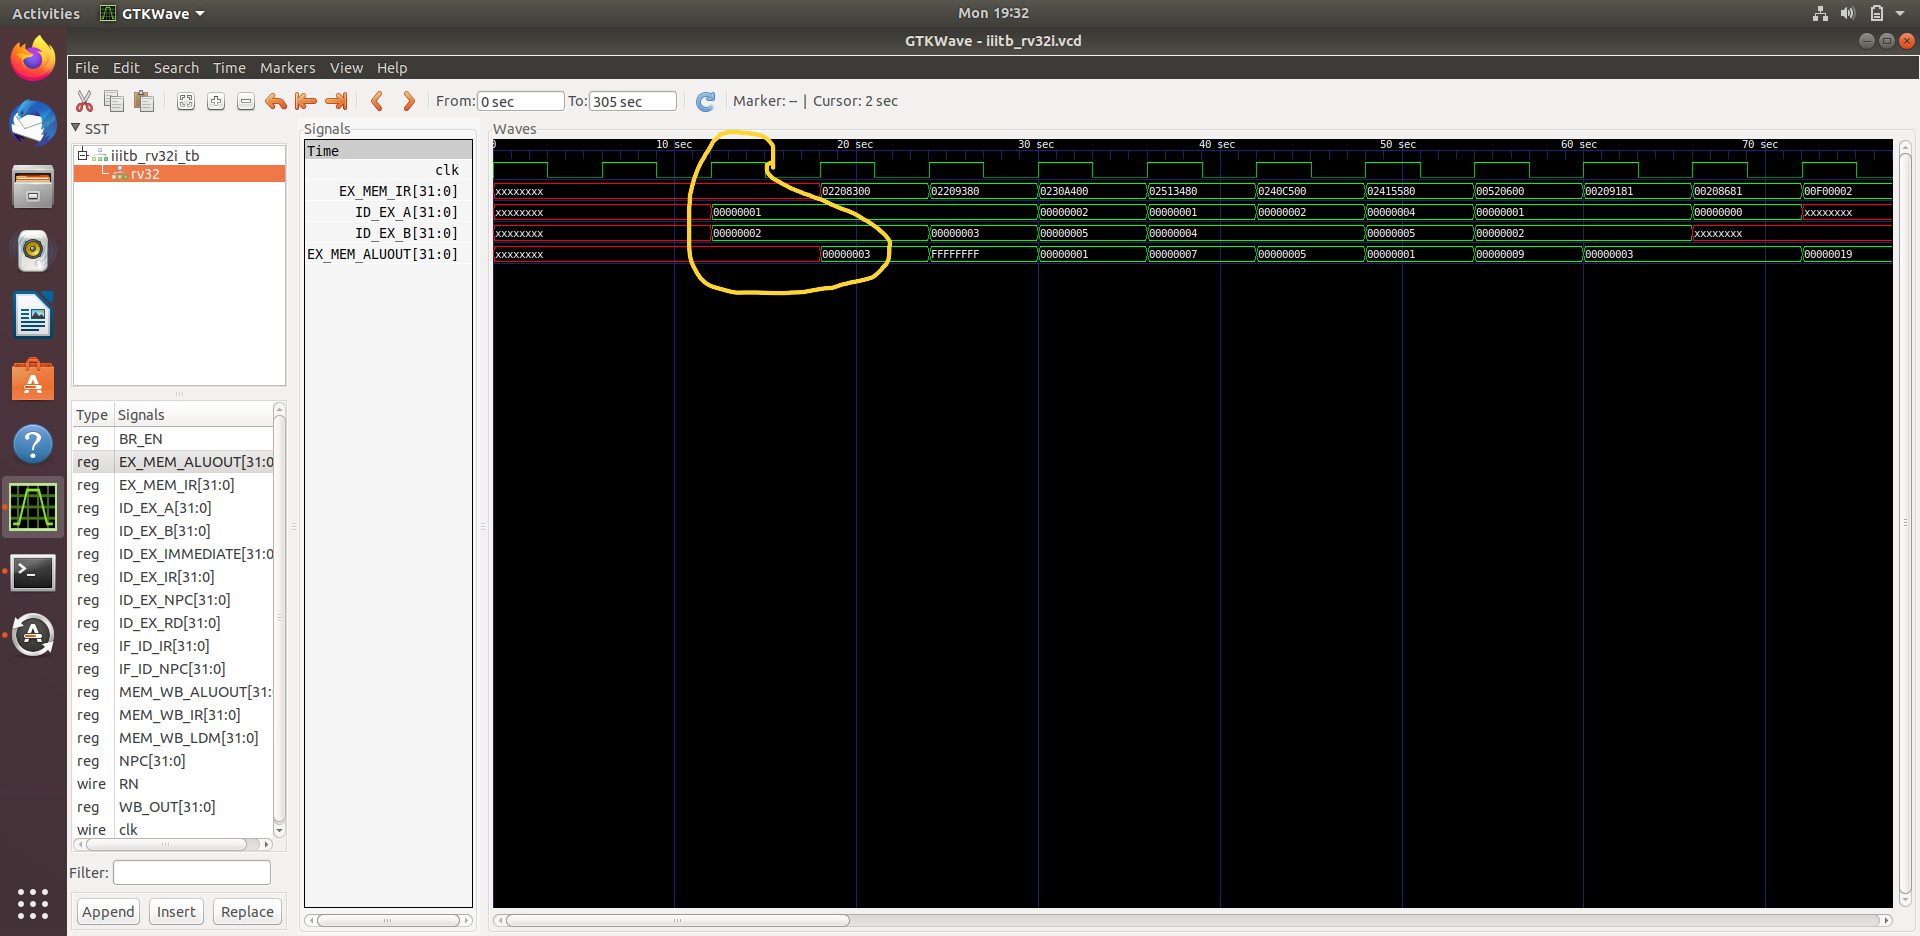 Activities GTKWave Mon 19:32
GTKWave - iiitb_rv32i.vcd
File Edit Search Time Markers View Help
From: 0 sec To: 305 sec Marker: -- | Cursor: 2 sec
SST
iiitb_rv32i_tb
rv32
Type Signals
reg BR_EN
reg EX_MEM_ALUOUT[31:0
reg EX_MEM_IR[31:0]
reg ID_EX_A[31:0]
reg ID_EX_B[31:0]
reg ID_EX_IMMEDIATE[31:0
reg ID_EX_IR[31:0]
reg ID_EX_NPC[31:0]
reg ID_EX_RD[31:0]
reg IF_ID_IR[31:0]
reg IF_ID_NPC[31:0]
reg MEM_WB_ALUOUT[31:
reg MEM_WB_IR[31:0]
reg MEM_WB_LDM[31:0]
reg NPC[31:0]
wire RN
reg WB_OUT[31:0]
wire clk
Filter:
Append Insert Replace
Signals
Time
clk
EX_MEM_IR[31:0]
ID_EX_A[31:0]
ID_EX_B[31:0]
EX_MEM_ALUOUT[31:0]
Waves
0 10 sec 20 sec 30 sec 40 sec 50 sec 60 sec 70 sec
xxxxxxxx 02208300 02209380 0230A400 02513480 0240C500 02415580 00520600 00209181 00208681 00F00002
xxxxxxxx 00000001 00000002 00000001 00000002 00000004 00000001 00000000 xxxxxxxx
xxxxxxxx 00000002 00000003 00000005 00000004 00000005 00000002 xxxxxxxx
xxxxxxxx 00000003 FFFFFFFF 00000001 00000007 00000005 00000001 00000009 00000003 00000019